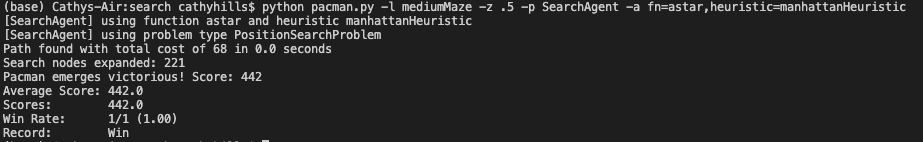 (base) Cathys-Air:search cathyhills$ python pacman.py -l mediumMaze -z .5 -p SearchAgent -a fn=astar,heuristic=manhattanHeuristic
[SearchAgent] using function astar and heuristic manhattanHeuristic
[SearchAgent] using problem type PositionSearchProblem
Path found with total cost of 68 in 0.0 seconds
Search nodes expanded: 221
Pacman emerges victorious! Score: 442
Average Score: 442.0
Scores:        442.0
Win Rate:      1/1 (1.00)
Record:        Win